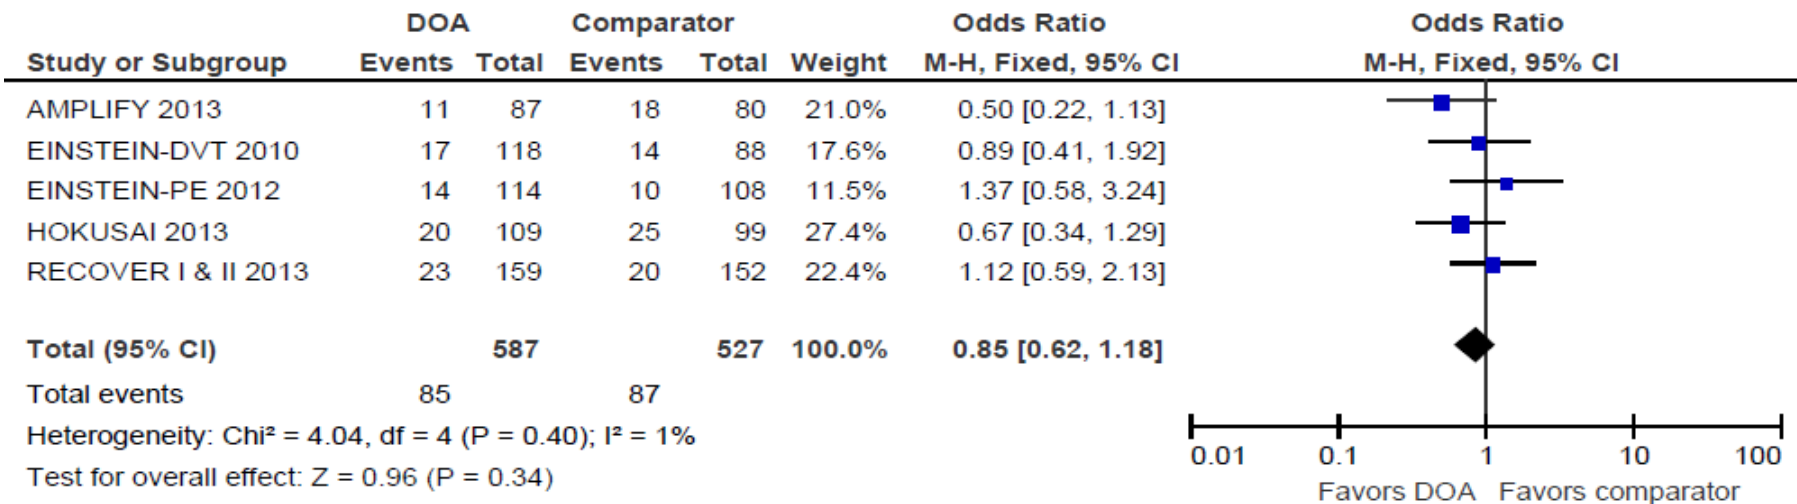 DOA Comparator Odds Ratio Odds Ratio
Study or Subgroup Events Total Events Total Weight M-H, Fixed, 95% CI M-H, Fixed, 95% CI
AMPLIFY 2013 11 87 18 80 21.0% 0.50 [0.22, 1.13]
EINSTEIN-DVT 2010 17 118 14 88 17.6% 0.89 [0.41, 1.92]
EINSTEIN-PE 2012 14 114 10 108 11.5% 1.37 [0.58, 3.24]
HOKUSAI 2013 20 109 25 99 27.4% 0.67 [0.34, 1.29]
RECOVER I & II 2013 23 159 20 152 22.4% 1.12 [0.59, 2.13]
Total (95% CI) 587 527 100.0% 0.85 [0.62, 1.18]
Total events 85 87
Heterogeneity: Chi² = 4.04, df = 4 (P = 0.40); I² = 1%
Test for overall effect: Z = 0.96 (P = 0.34)
0.01 0.1 1 10 100
Favors DOA Favors comparator